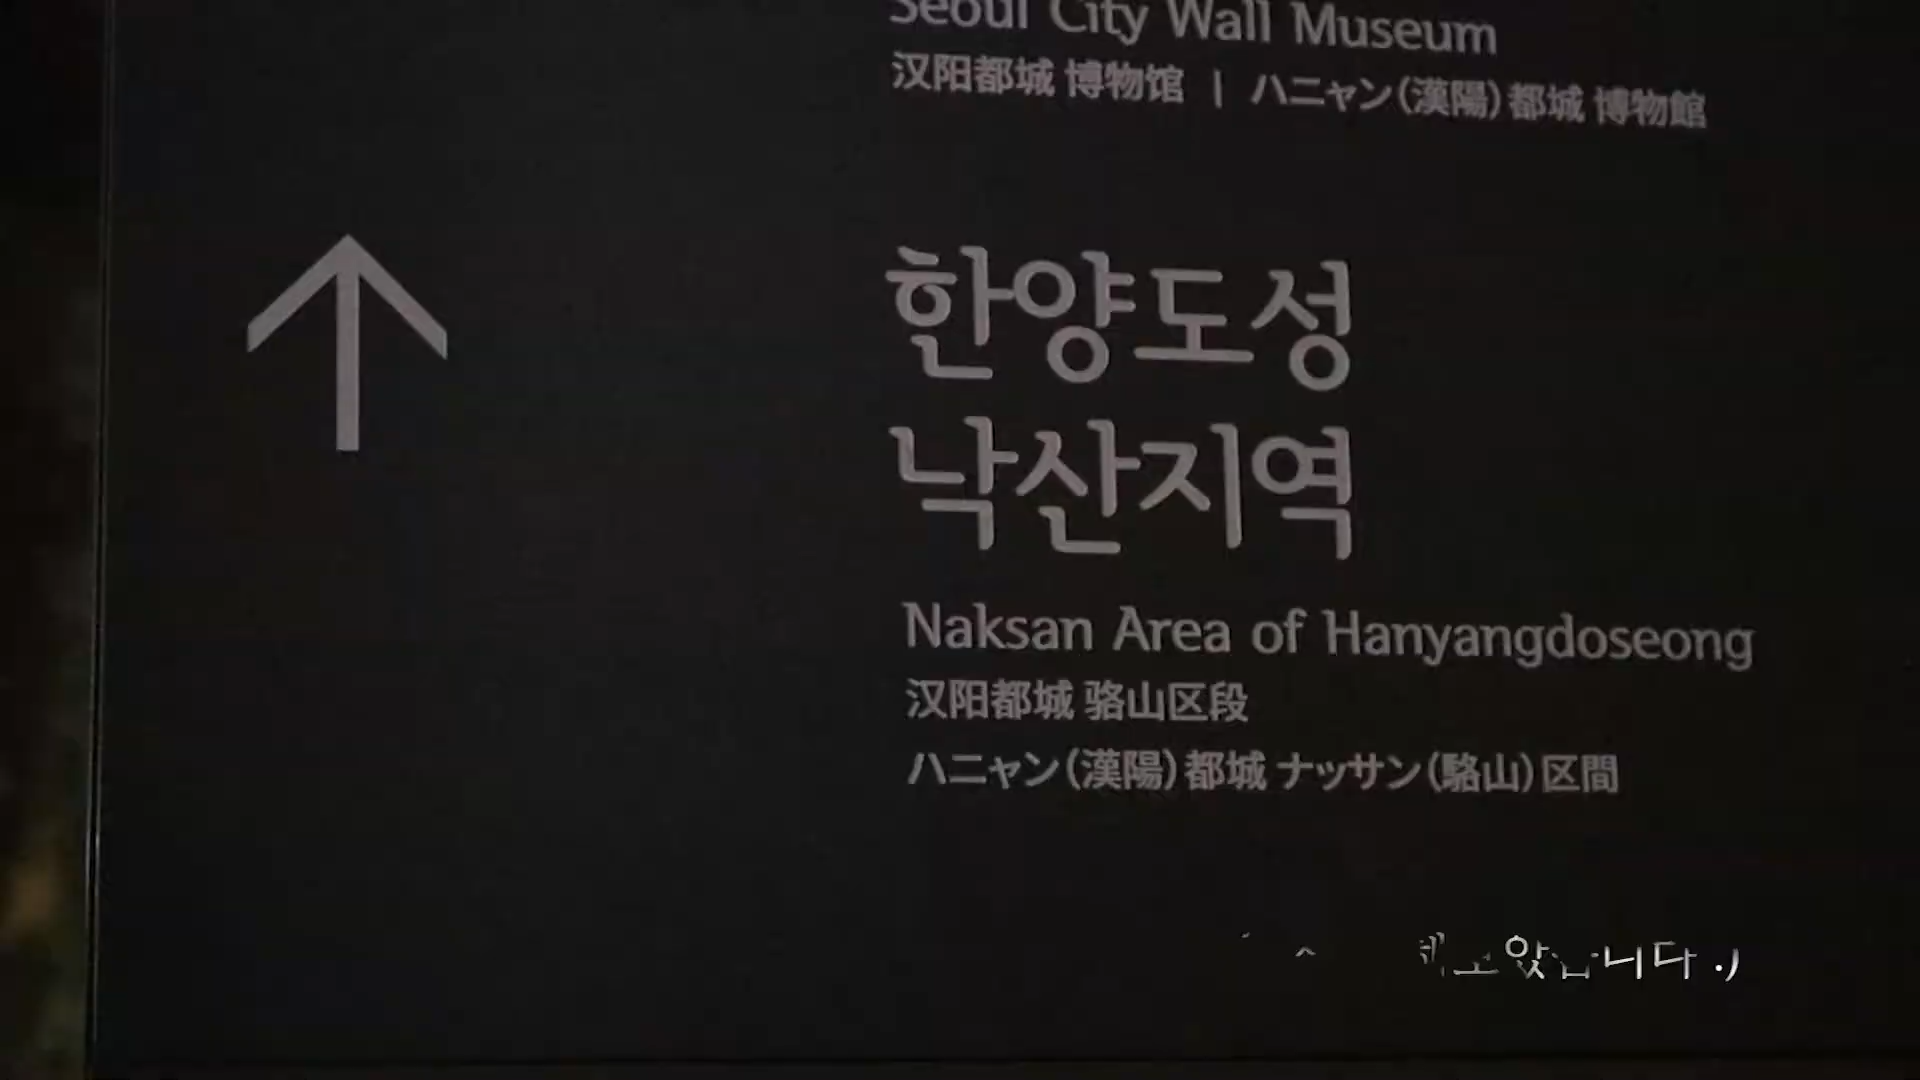 Seoul City Wall Museum
汉阳都城 博物馆 | ハニャン(漢陽)都城 博物館
한양도성
낙산지역
Naksan Area of Hanyangdoseong
汉阳都城 骆山区段
ハニャン(漢陽)都城 ナッサン(駱山)区間